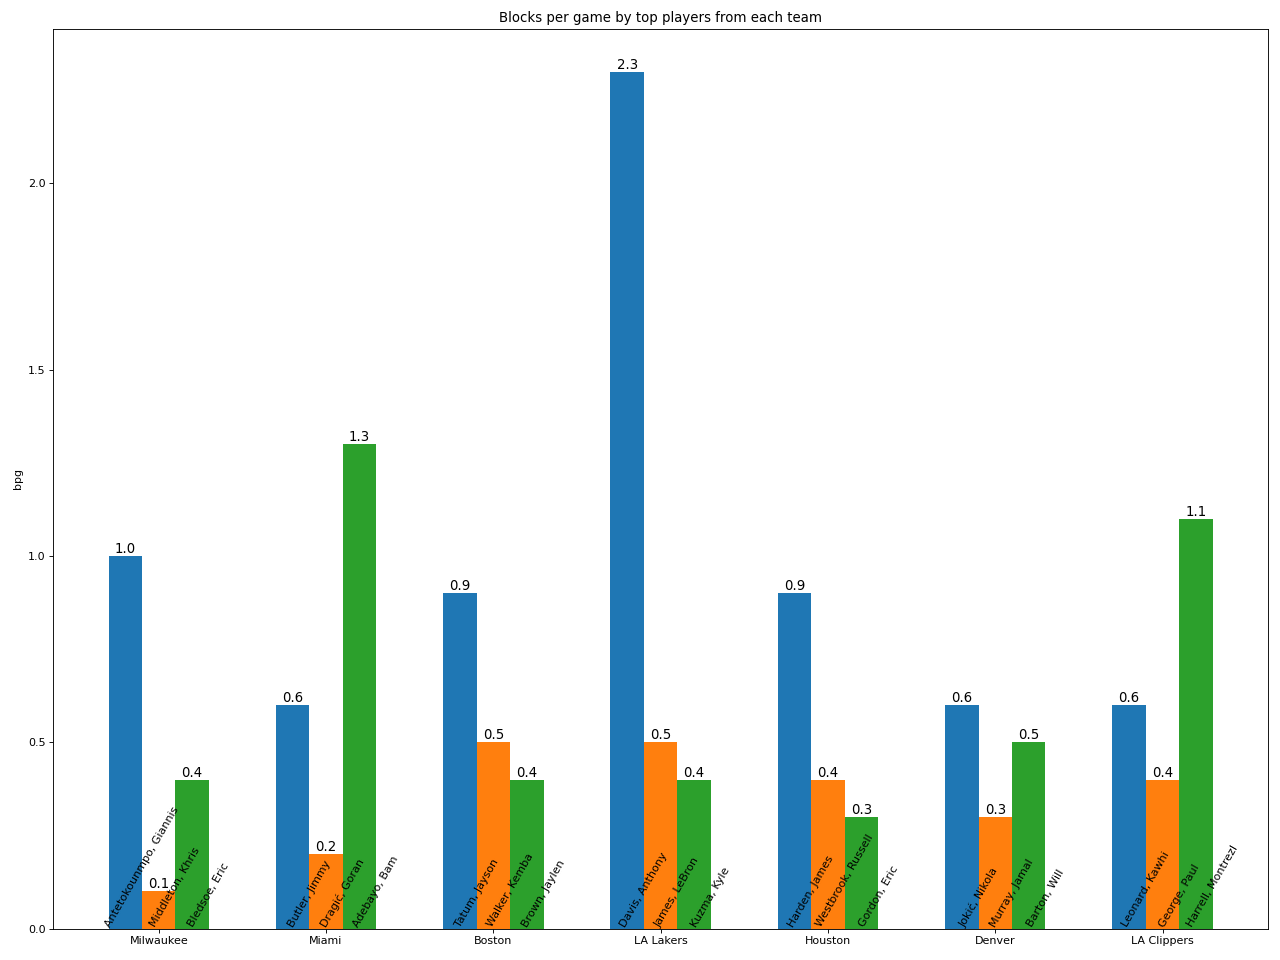 Blocks per game by top players from each team
bpg
2.0
1.5
1.0
0.5
0.0
1.0
0.1
0.4
0.6
0.2
1.3
0.9
0.5
0.4
2.3
0.5
0.4
0.9
0.4
0.3
0.6
0.3
0.5
0.6
0.4
1.1
Antetokounmpo, Giannis
Middleton, Khris
Bledsoe, Eric
Butler, Jimmy
Dragić, Goran
Adebayo, Bam
Tatum, Jayson
Walker, Kemba
Brown, Jaylen
Davis, Anthony
James, LeBron
Kuzma, Kyle
Harden, James
Westbrook, Russell
Gordon, Eric
Jokić, Nikola
Murray, Jamal
Barton, Will
Leonard, Kawhi
George, Paul
Harrell, Montrezl
Milwaukee
Miami
Boston
LA Lakers
Houston
Denver
LA Clippers